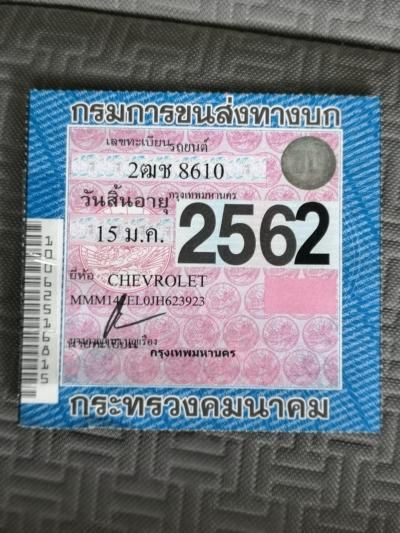 กรมการขนส่งทางบก
เลขทะเบียนรถยนต์
2ฒช 8610
กรุงเทพมหานคร
วันสิ้นอายุ
15 ม.ค. 2562
ยี่ห้อ CHEVROLET
กรุงเทพมหานคร
กระทรวงคมนาคม
10062516815